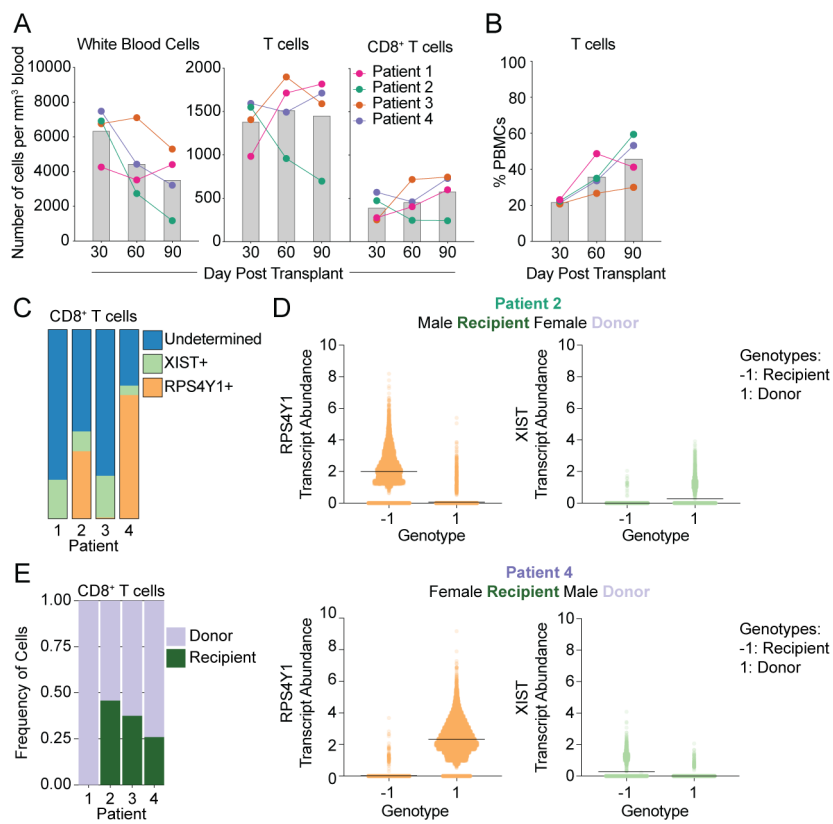 A
White Blood Cells
T cells
CD8+ T cells
Number of cells per mm3 blood
10000
8000
6000
4000
2000
0
30 60 90
2000
1500
1000
500
0
30 60 90
Patient 1
Patient 2
Patient 3
Patient 4
30 60 90
Day Post Transplant
B
T cells
% PBMCs
100
80
60
40
20
0
30 60 90
Day Post Transplant
C
CD8+ T cells
Undetermined
XIST+
RPS4Y1+
1 2 3 4
Patient
D
Patient 2
Male Recipient Female Donor
RPS4Y1
Transcript Abundance
10
8
6
4
2
0
-1 1
Genotype
XIST
Transcript Abundance
10
8
6
4
2
0
-1 1
Genotype
Genotypes:
-1: Recipient
1: Donor
E
CD8+ T cells
Frequency of Cells
1.00
0.75
0.50
0.25
0.00
Donor
Recipient
1 2 3 4
Patient
Patient 4
Female Recipient Male Donor
RPS4Y1
Transcript Abundance
10
8
6
4
2
0
-1 1
Genotype
XIST
Transcript Abundance
10
8
6
4
2
0
-1 1
Genotype
Genotypes:
-1: Recipient
1: Donor